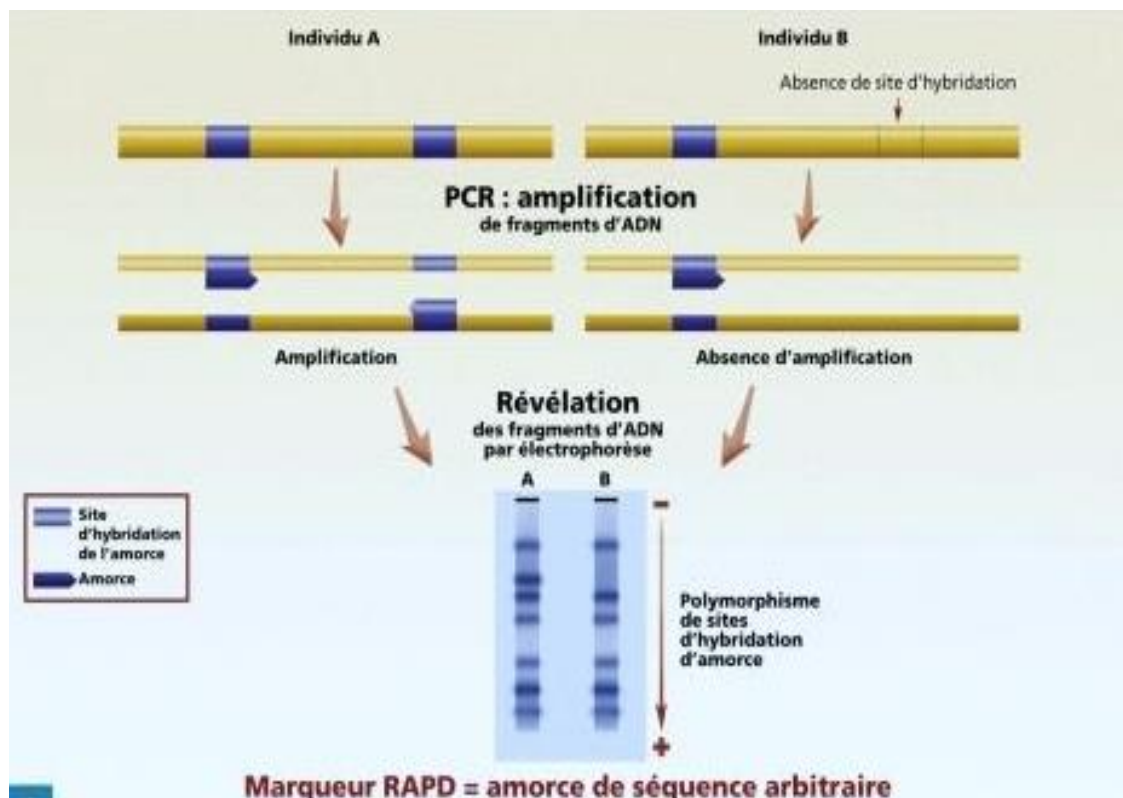 Individu A
Individu B
Absence de site d'hybridation
PCR : amplification
de fragments d'ADN
Amplification
Absence d'amplification
Révélation
des fragments d'ADN
par électrophorèse
A B
−
Site
d'hybridation
de l'amorce
Amorce
Polymorphisme
de sites
d'hybridation
d'amorce
+
Marqueur RAPD = amorce de séquence arbitraire